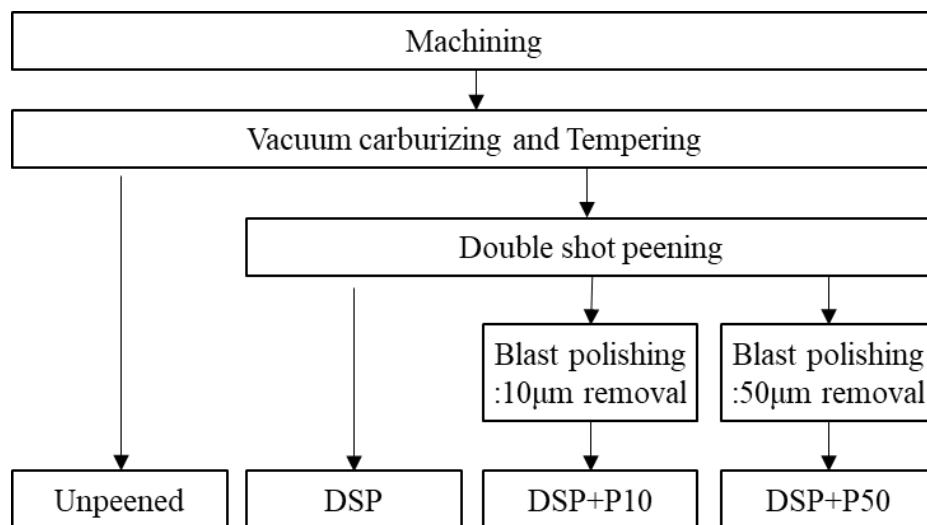 Machining
Vacuum carburizing and Tempering
Double shot peening
Blast polishing
:10μm removal
Blast polishing
:50μm removal
Unpeened
DSP
DSP+P10
DSP+P50